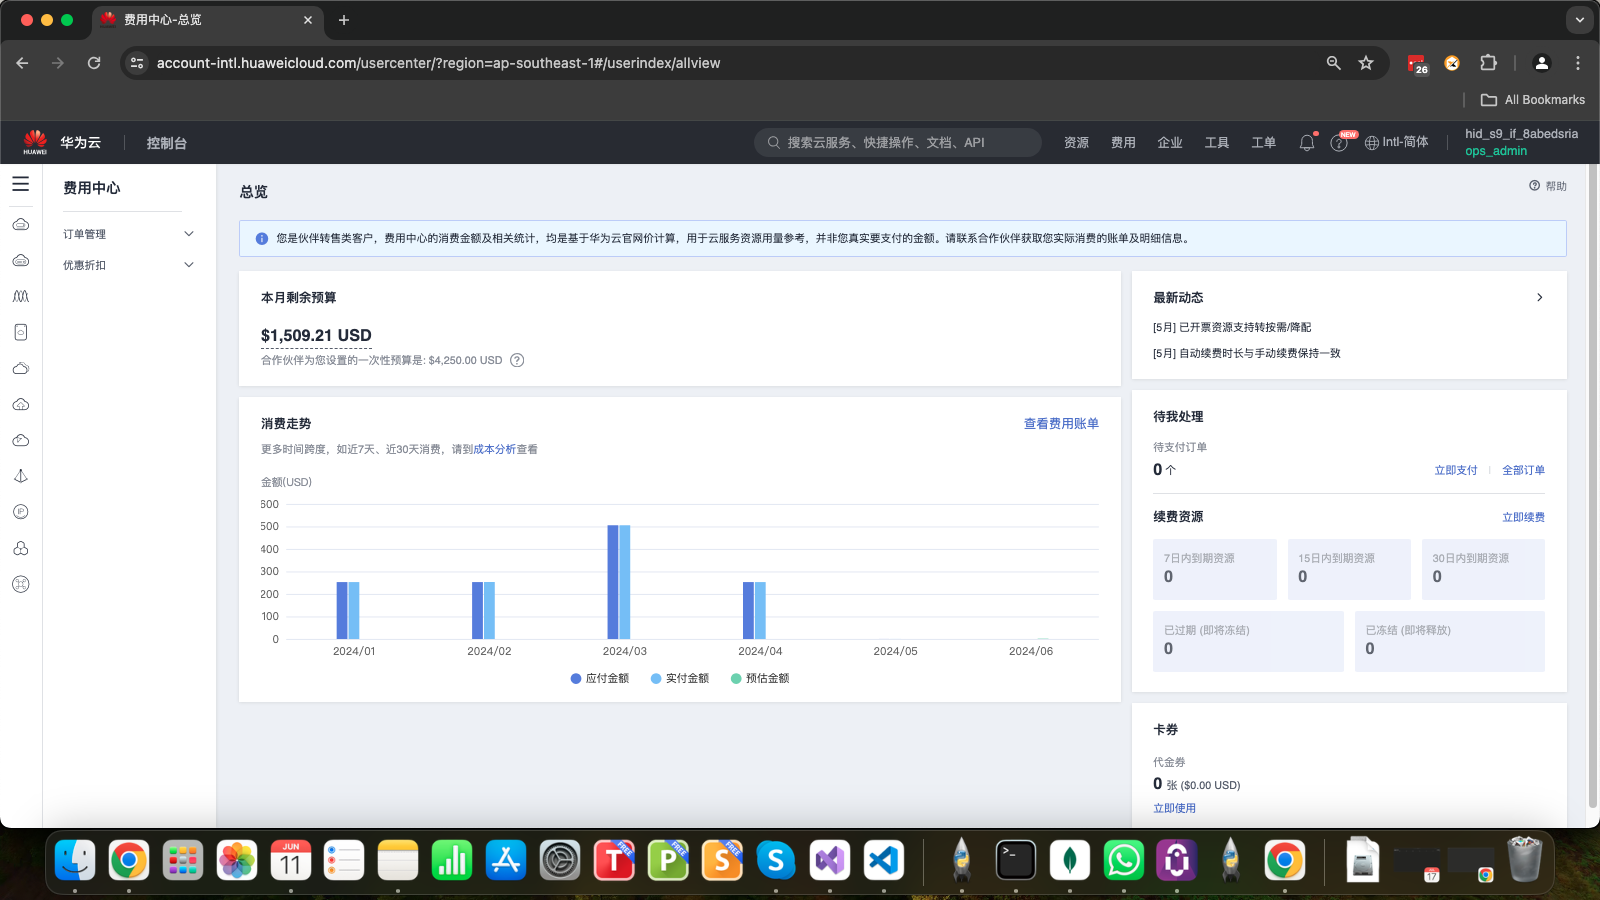 费用中心-总览
account-intl.huaweicloud.com/usercenter/?region=ap-southeast-1#/userindex/allview
26
All Bookmarks
HUAWEI
华为云
控制台
搜索云服务、快捷操作、文档、API
资源
费用
企业
工具
工单
NEW
Intl-简体
hid_s9_if_8abedsria
ops_admin
费用中心
订单管理
优惠折扣
总览
帮助
您是伙伴转售类客户，费用中心的消费金额及相关统计，均是基于华为云官网价计算，用于云服务资源用量参考，并非您真实要支付的金额。请联系合作伙伴获取您实际消费的账单及明细信息。
本月剩余预算
$1,509.21 USD
合作伙伴为您设置的一次性预算是: $4,250.00 USD
消费走势
查看费用账单
更多时间跨度，如近7天、近30天消费，请到成本分析查看
金额(USD)
600
500
400
300
200
100
0
2024/01
2024/02
2024/03
2024/04
2024/05
2024/06
应付金额
实付金额
预估金额
最新动态
[5月] 已开票资源支持转按需/降配
[5月] 自动续费时长与手动续费保持一致
待我处理
待支付订单
0 个
立即支付
全部订单
续费资源
立即续费
7日内到期资源
0
15日内到期资源
0
30日内到期资源
0
已过期 (即将冻结)
0
已冻结 (即将释放)
0
卡券
代金券
0 张 ($0.00 USD)
立即使用
JUN
11
T
FREE
P
FREE
S
FREE
S
17